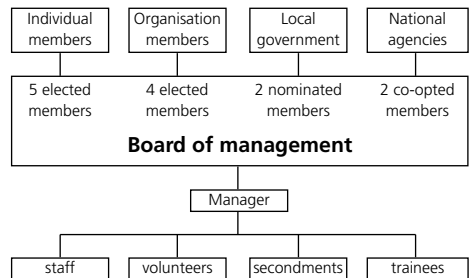 Individual members
Organisation members
Local government
National agencies
5 elected members
4 elected members
2 nominated members
2 co-opted members
Board of management
Manager
staff
volunteers
secondments
trainees